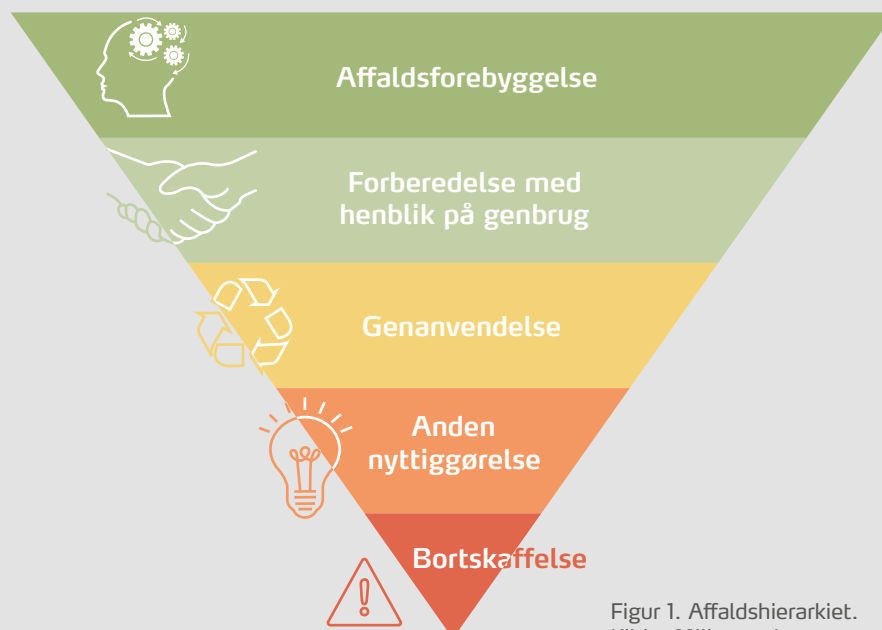 Affaldsforebyggelse
Forberedelse med
henblik på genbrug
Genanvendelse
Anden
nyttiggørelse
Bortskaffelse
Figur 1. Affaldshierarkiet.